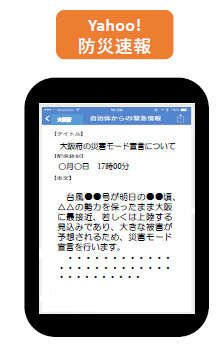 Yahoo!
防災速報
大阪府
自治体からの緊急情報
【タイトル】
大阪府の災害モード宣言について
【配信時刻】
〇月〇日 17時00分
【本文】
台風●●号が明日の●●頃、
△△の勢力を保ったまま大阪
に最接近、若しくは上陸する
見込みであり、大きな被害が
予想されるため、災害モード
宣言を行います。
・・・・・・・・・・・・・
・・・・・・・・・・・・・
・・・・・・・・・・